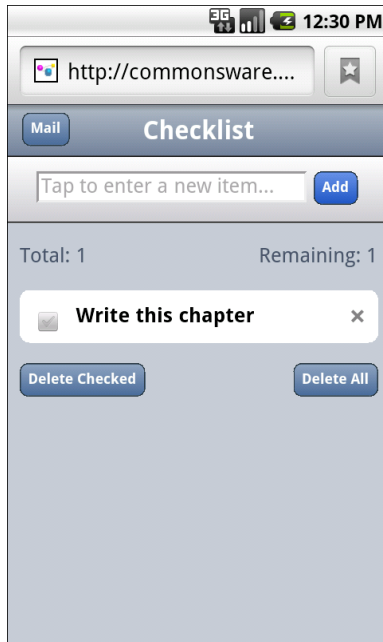 3G 12:30 PM
http://commonsware....
Mail Checklist
Tap to enter a new item... Add
Total: 1 Remaining: 1
Write this chapter ×
Delete Checked Delete All